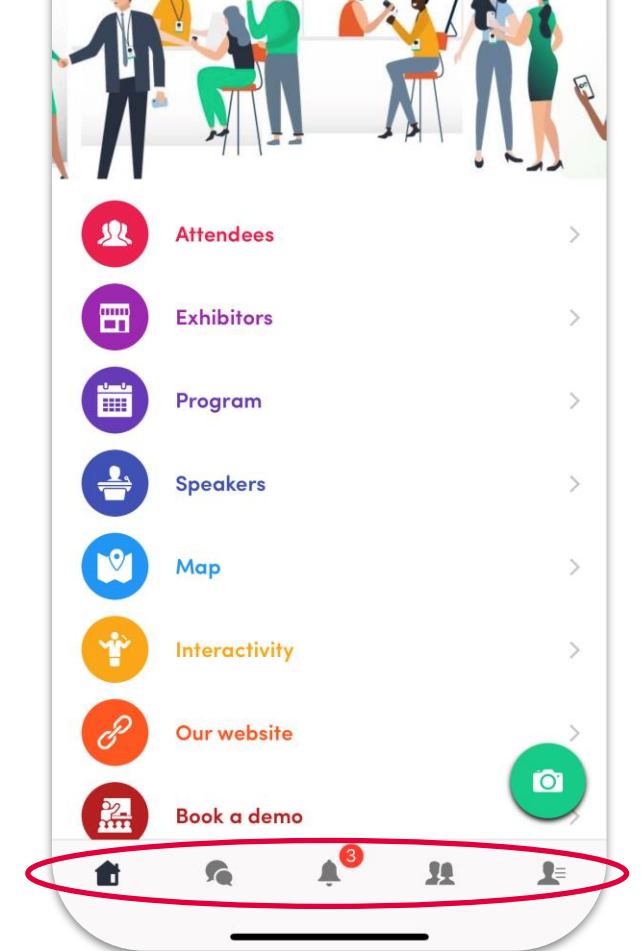 Attendees
Exhibitors
Program
Speakers
Map
Interactivity
Our website
Book a demo
3